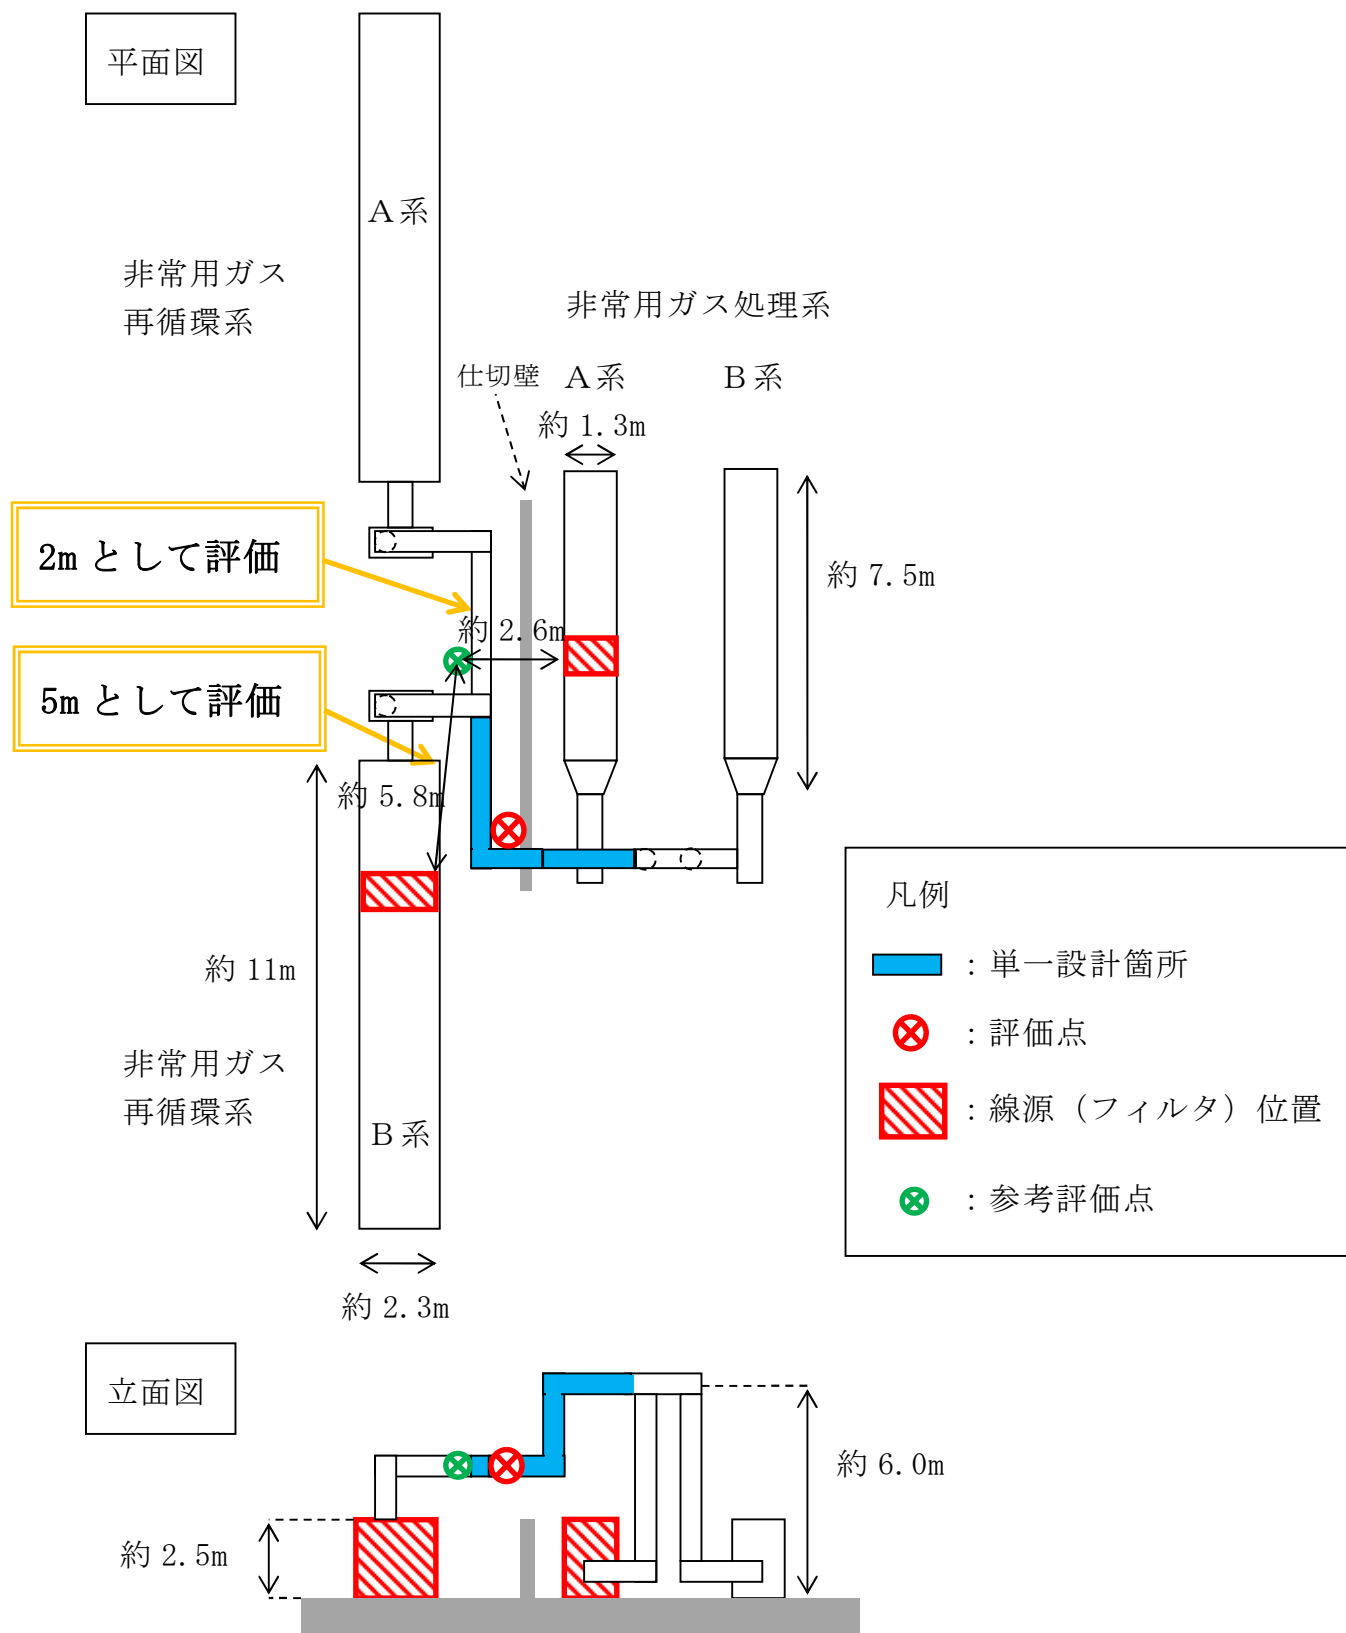 平面図
A系
非常用ガス
再循環系
非常用ガス処理系
仕切壁
A系
B系
約 1.3m
2m として評価
約 7.5m
約 2.6m
5m として評価
約 5.8m
凡例
：単一設計箇所
：評価点
：線源（フィルタ）位置
：参考評価点
約 11m
非常用ガス
再循環系
B系
約 2.3m
立面図
約 6.0m
約 2.5m